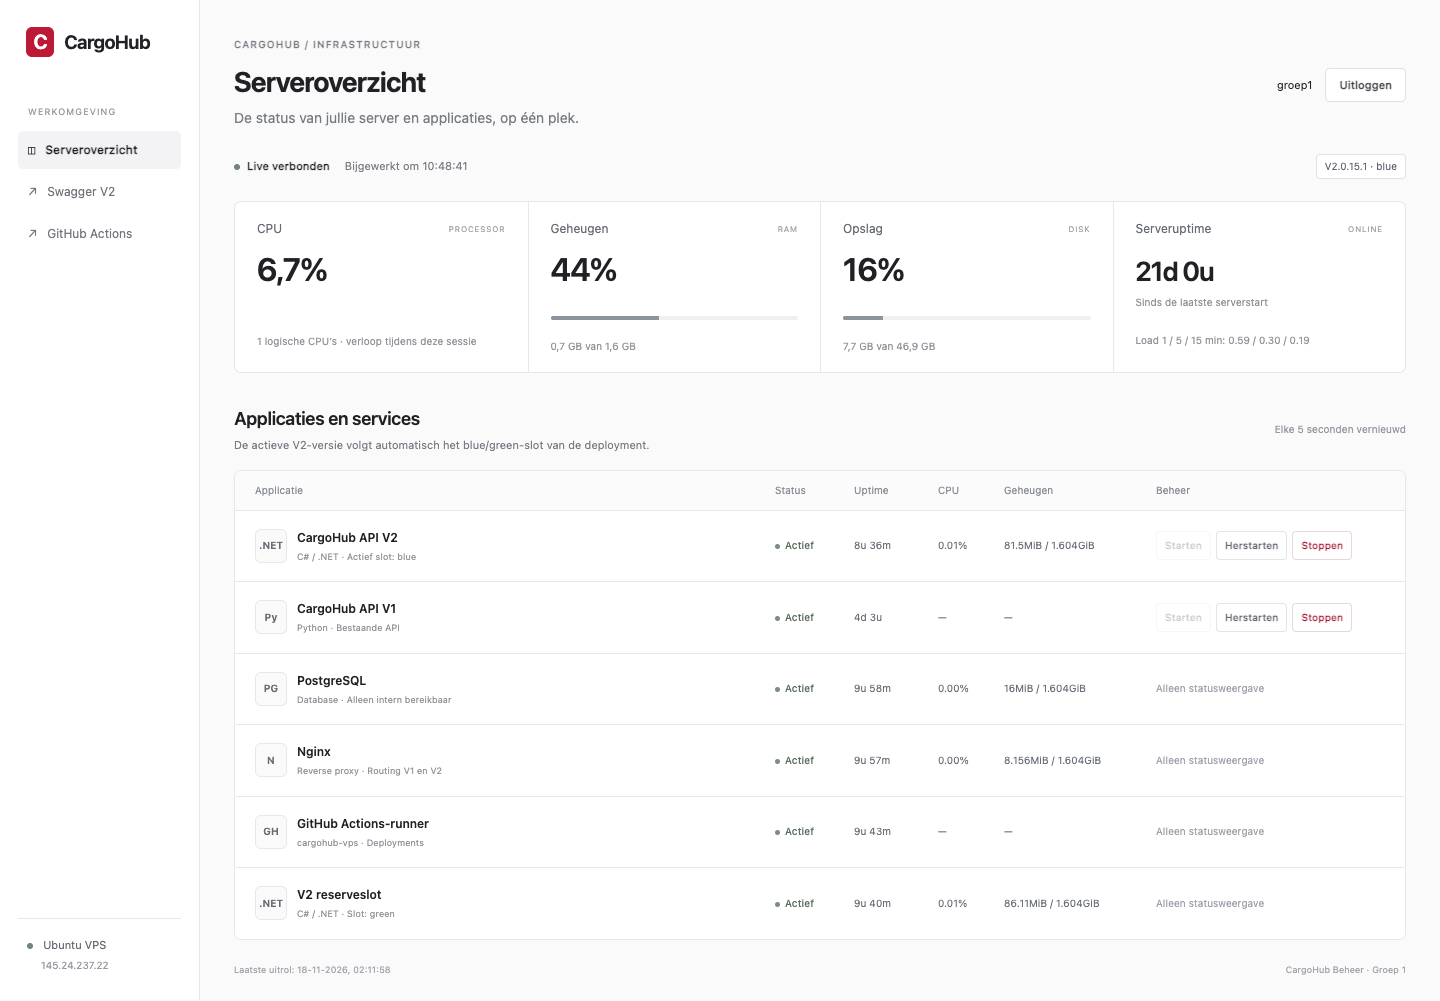 C CargoHub
WERKOMGEVING
Serveroverzicht
Swagger V2
GitHub Actions
Ubuntu VPS
145.24.237.22
CARGOHUB / INFRASTRUCTUUR
Serveroverzicht
De status van jullie server en applicaties, op één plek.
groep1 Uitloggen
Live verbonden Bijgewerkt om 10:48:41
V2.0.15.1 · blue
CPU PROCESSOR
6,7%
1 logische CPU's · verloop tijdens deze sessie
Geheugen RAM
44%
0,7 GB van 1,6 GB
Opslag DISK
16%
7,7 GB van 46,9 GB
Serveruptime ONLINE
21d 0u
Sinds de laatste serverstart
Load 1 / 5 / 15 min: 0.59 / 0.30 / 0.19
Applicaties en services
De actieve V2-versie volgt automatisch het blue/green-slot van de deployment.
Elke 5 seconden vernieuwd
Applicatie Status Uptime CPU Geheugen Beheer
.NET CargoHub API V2 Actief 8u 36m 0.01% 81.5MiB / 1.604GiB Starten Herstarten Stoppen
C# / .NET · Actief slot: blue
Py CargoHub API V1 Actief 4d 3u — — Starten Herstarten Stoppen
Python · Bestaande API
PG PostgreSQL Actief 9u 58m 0.00% 16MiB / 1.604GiB Alleen statusweergave
Database · Alleen intern bereikbaar
N Nginx Actief 9u 57m 0.00% 8.156MiB / 1.604GiB Alleen statusweergave
Reverse proxy · Routing V1 en V2
GH GitHub Actions-runner Actief 9u 43m — — Alleen statusweergave
cargohub-vps · Deployments
.NET V2 reserveslot Actief 9u 40m 0.01% 86.11MiB / 1.604GiB Alleen statusweergave
C# / .NET · Slot: green
Laatste uitrol: 18-11-2026, 02:11:58
CargoHub Beheer · Groep 1